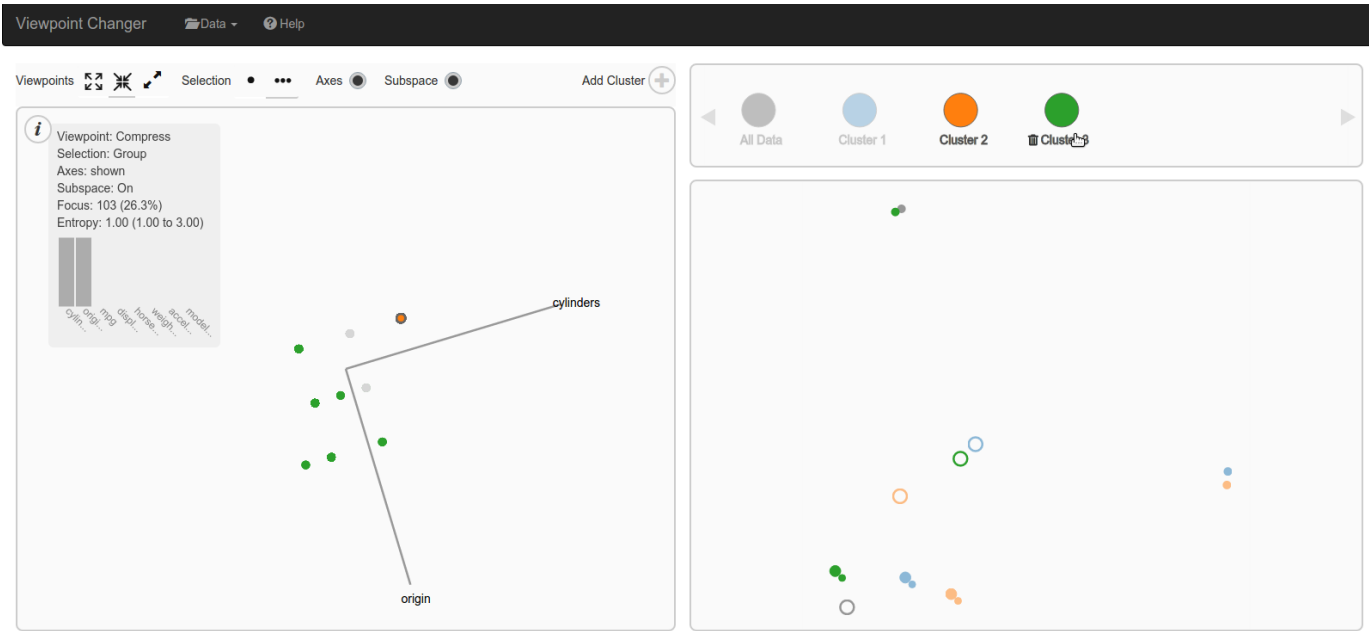 Viewpoint Changer Data Help
Viewpoints Selection Axes Subspace Add Cluster
i
Viewpoint: Compress
Selection: Group
Axes: shown
Subspace: On
Focus: 103 (26.3%)
Entropy: 1.00 (1.00 to 3.00)
cylin... origi... mpg displ... horse... weigh... accel... model...
cylinders
origin
All Data Cluster 1 Cluster 2 Cluster 3